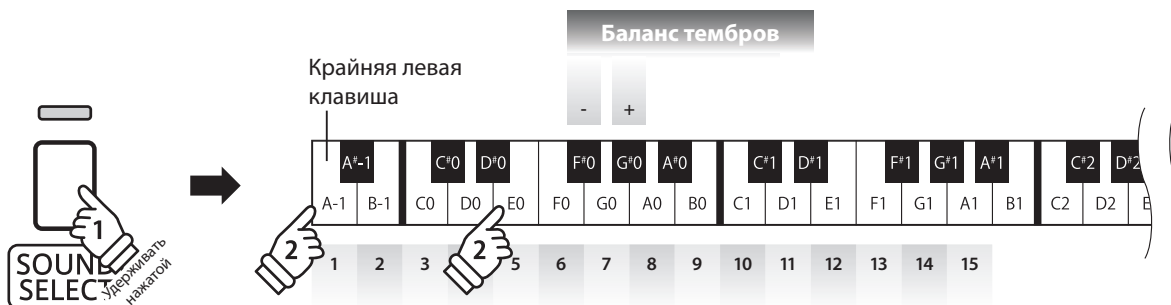 Баланс тембров
Крайняя левая
клавиша
- +
A#-1 C#0 D#0 F#0 G#0 A#0 C#1 D#1 F#1 G#1 A#1 C#2 D#2
A-1 B-1 C0 D0 E0 F0 G0 A0 B0 C1 D1 E1 F1 G1 A1 B1 C2 D2
1
2 2
1 2 3 5 6 7 8 9 10 11 12 13 14 15
SOUND
SELECT
Удерживать
нажатой